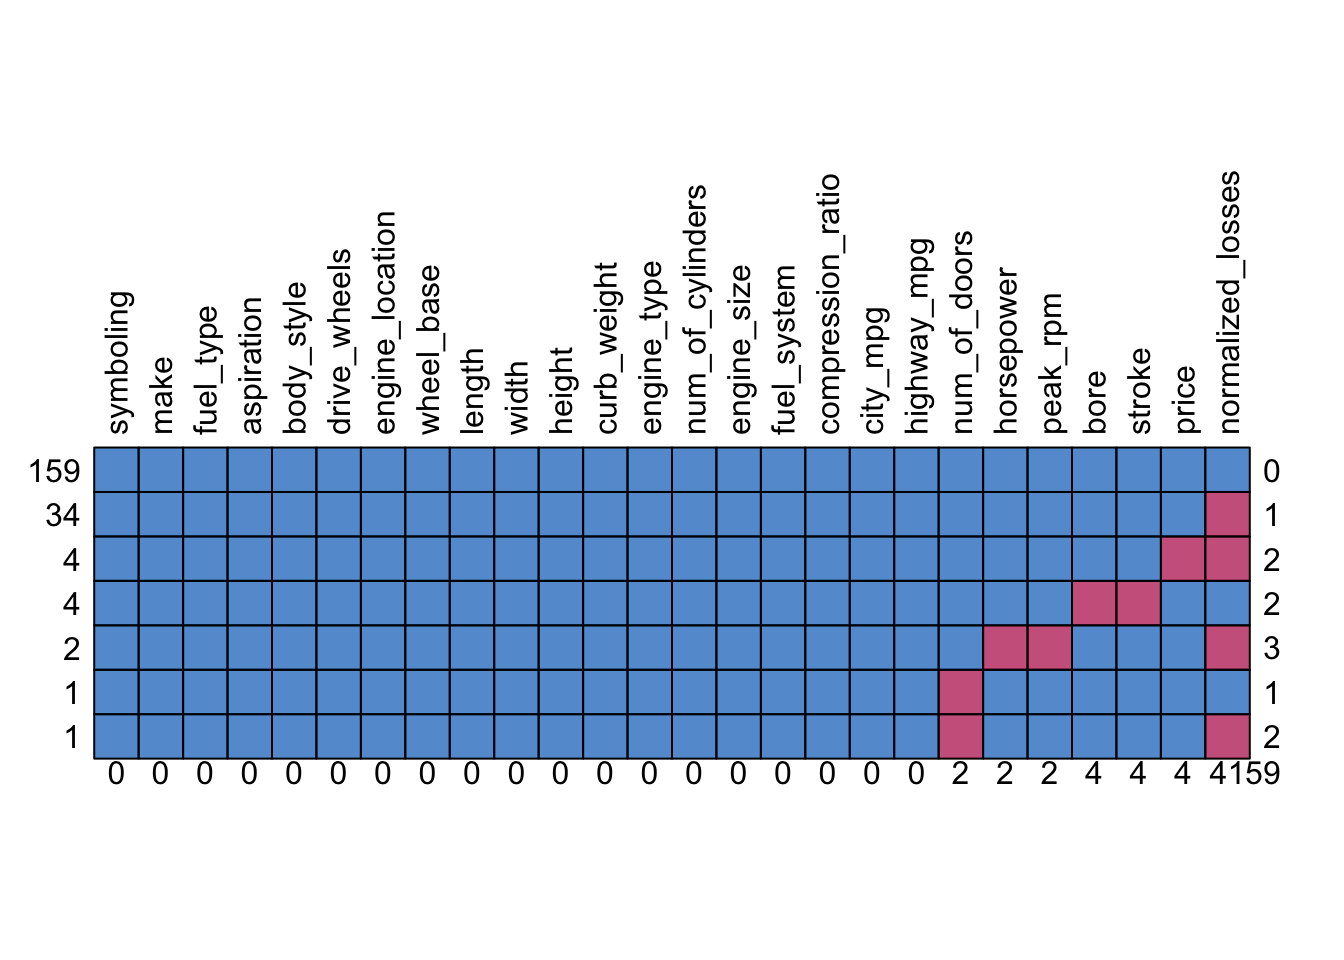 symboling
make
fuel_type
aspiration
body_style
drive_wheels
engine_location
wheel_base
length
width
height
curb_weight
engine_type
num_of_cylinders
engine_size
fuel_system
compression_ratio
city_mpg
highway_mpg
num_of_doors
horsepower
peak_rpm
bore
stroke
price
normalized_losses
159 0
34 1
4 2
4 2
2 3
1 1
1 2
0 0 0 0 0 0 0 0 0 0 0 0 0 0 0 0 0 0 0 2 2 2 4 4 4 41 59